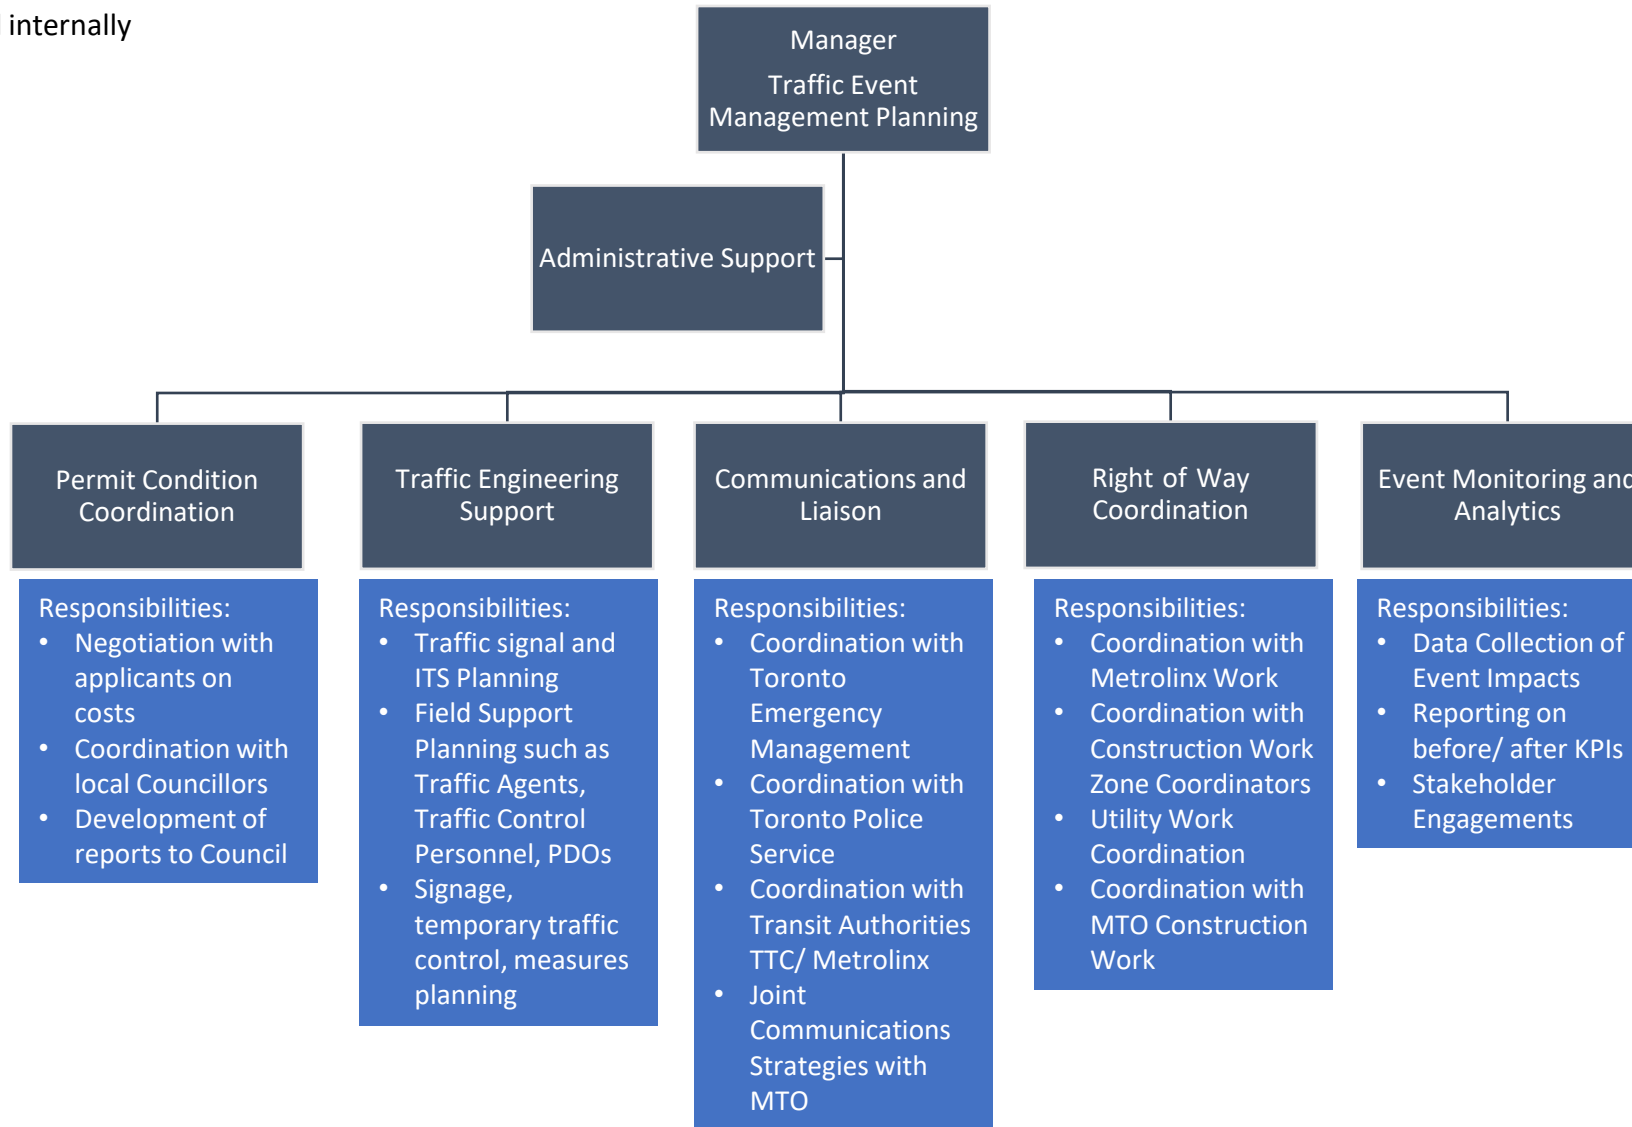 internally
Manager
Traffic Event
Management Planning
Administrative Support
Permit Condition
Coordination
Traffic Engineering
Support
Communications and
Liaison
Right of Way
Coordination
Event Monitoring and
Analytics
Responsibilities:
• Negotiation with
applicants on
costs
• Coordination with
local Councillors
• Development of
reports to Council
Responsibilities:
• Traffic signal and
ITS Planning
• Field Support
Planning such as
Traffic Agents,
Traffic Control
Personnel, PDOs
• Signage,
temporary traffic
control, measures
planning
Responsibilities:
• Coordination with
Toronto
Emergency
Management
• Coordination with
Toronto Police
Service
• Coordination with
Transit Authorities
TTC/ Metrolinx
• Joint
Communications
Strategies with
MTO
Responsibilities:
• Coordination with
Metrolinx Work
• Coordination with
Construction Work
Zone Coordinators
• Utility Work
Coordination
• Coordination with
MTO Construction
Work
Responsibilities:
• Data Collection of
Event Impacts
• Reporting on
before/ after KPIs
• Stakeholder
Engagements